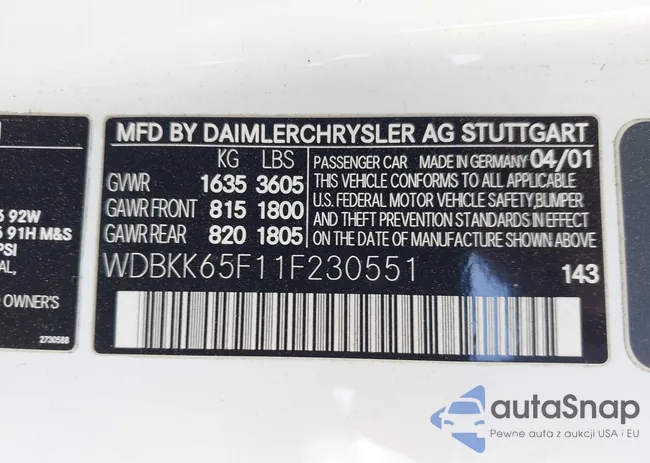 MFD BY DAIMLERCHRYSLER AG STUTTGART
KG LBS
GVWR 1635 3605
GAWR FRONT 815 1800
GAWR REAR 820 1805
PASSENGER CAR MADE IN GERMANY 04/01
THIS VEHICLE CONFORMS TO ALL APPLICABLE
U.S. FEDERAL MOTOR VEHICLE SAFETY,BUMPER
AND THEFT PREVENTION STANDARDS IN EFFECT
ON THE DATE OF MANUFACTURE SHOWN ABOVE.
WDBKK65F11F230551
143
6 92W
6 91H M&S
PSI
AL,
OWNER'S
2730588
autaSnap
Pewne auta z aukcji USA i EU